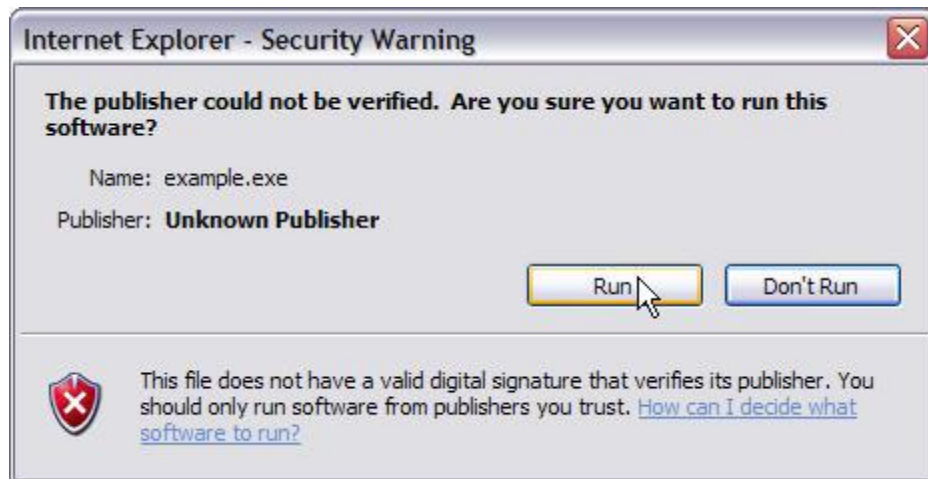 Internet Explorer - Security Warning
The publisher could not be verified.  Are you sure you want to run this
software?
Name: example.exe
Publisher: Unknown Publisher
Run
Don't Run
This file does not have a valid digital signature that verifies its publisher. You
should only run software from publishers you trust. How can I decide what
software to run?